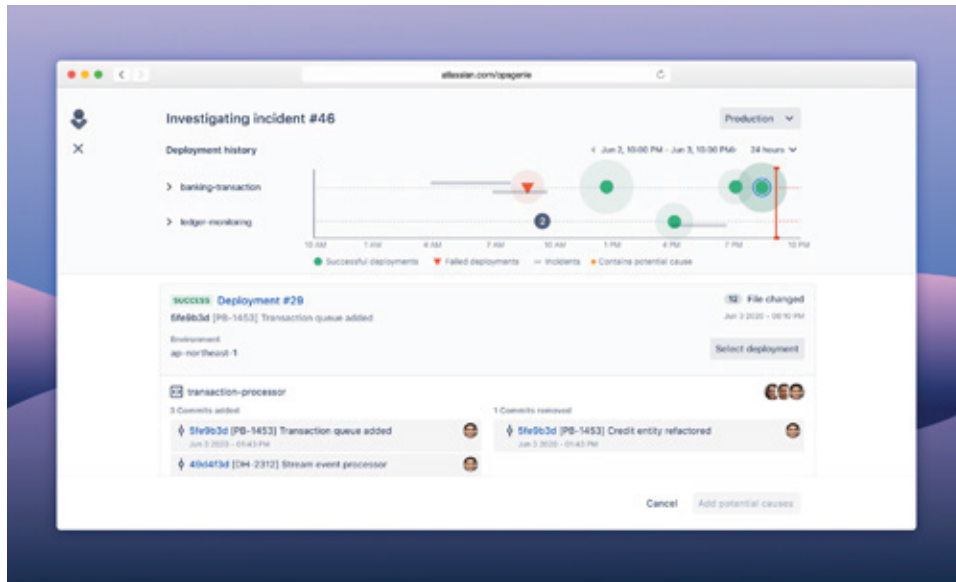 atlassian.com/opsgenie
Investigating incident #46
Production
Deployment history
Jun 2, 10:00 PM - Jun 3, 10:00 PM
24 hours
banking-transaction
ledger-monitoring
2
10 AM 1 AM 4 AM 7 AM 10 AM 1 PM 4 PM 7 PM 10 PM
Successful deployments Failed deployments Incidents Contains potential cause
SUCCESS Deployment #29
12 File changed
5fe9b3d [PB-1453] Transaction queue added
Jun 3 2020 - 08:10 PM
Environment
ap-northeast-1
Select deployment
transaction-processor
3 Commits added
1 Commits removed
5fe9b3d [PB-1453] Transaction queue added
Jun 3 2020 - 01:43 PM
5fe9b3d [PB-1453] Credit entity refactored
Jun 3 2020 - 01:43 PM
49d4f3d [DH-2312] Stream event processor
Cancel
Add potential causes